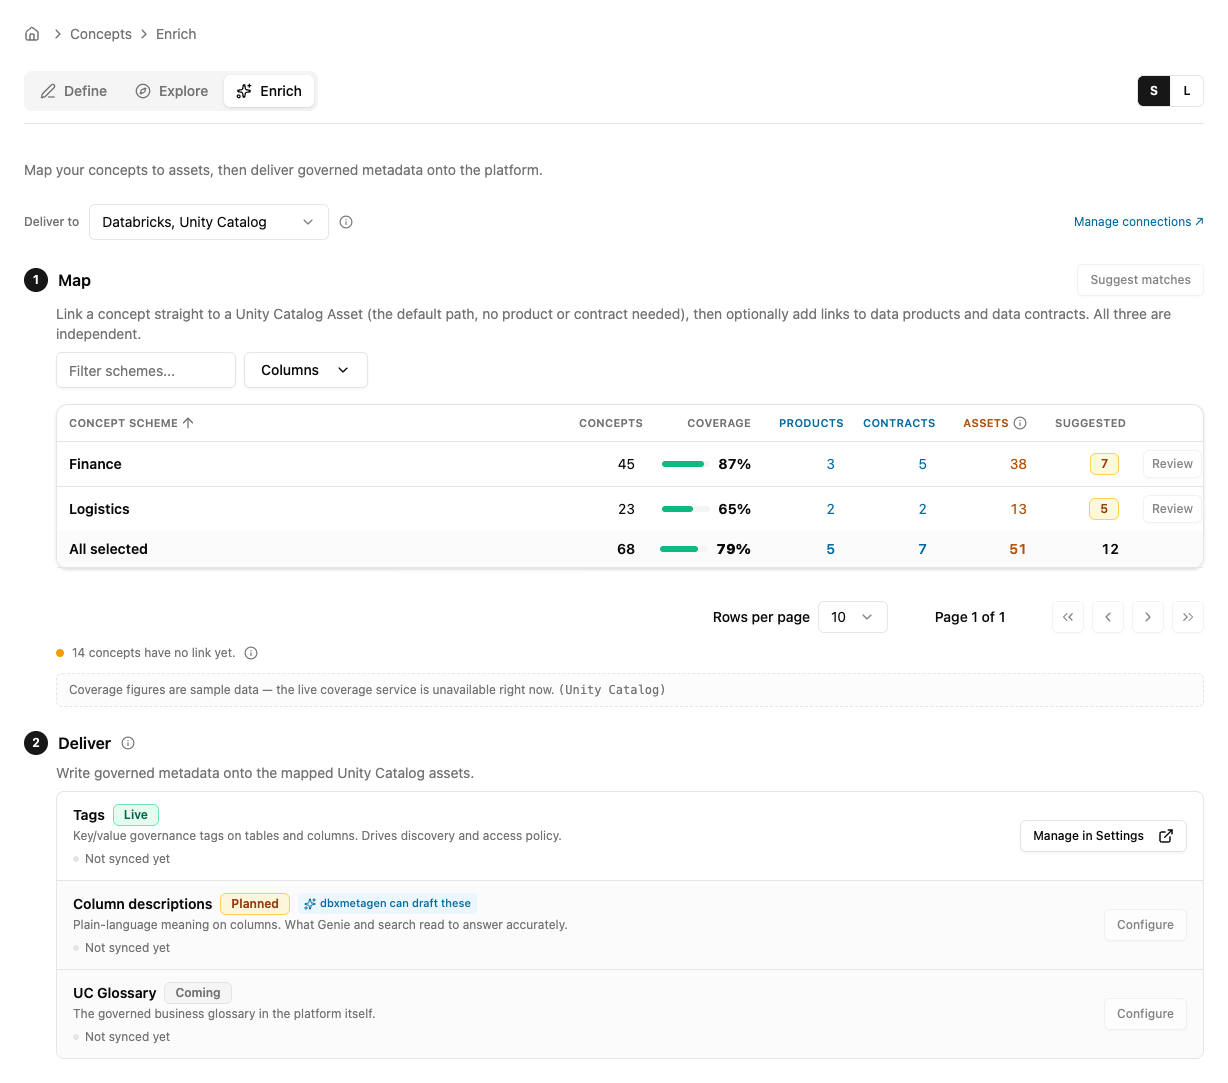 Concepts
Enrich
Define
Explore
Enrich
S
L
Map your concepts to assets, then deliver governed metadata onto the platform.
Deliver to
Databricks, Unity Catalog
Manage connections
1
Map
Suggest matches
Link a concept straight to a Unity Catalog Asset (the default path, no product or contract needed), then optionally add links to data products and data contracts. All three are
independent.
Filter schemes...
Columns
CONCEPT SCHEME CONCEPTS COVERAGE PRODUCTS CONTRACTS ASSETS SUGGESTED
Finance 45 87% 3 5 38 7 Review
Logistics 23 65% 2 2 13 5 Review
All selected 68 79% 5 7 51 12
Rows per page 10 Page 1 of 1
14 concepts have no link yet.
Coverage figures are sample data — the live coverage service is unavailable right now. (Unity Catalog)
2
Deliver
Write governed metadata onto the mapped Unity Catalog assets.
Tags Live
Key/value governance tags on tables and columns. Drives discovery and access policy.
Not synced yet
Manage in Settings
Column descriptions Planned dbxmetagen can draft these
Plain-language meaning on columns. What Genie and search read to answer accurately.
Not synced yet
Configure
UC Glossary Coming
The governed business glossary in the platform itself.
Not synced yet
Configure